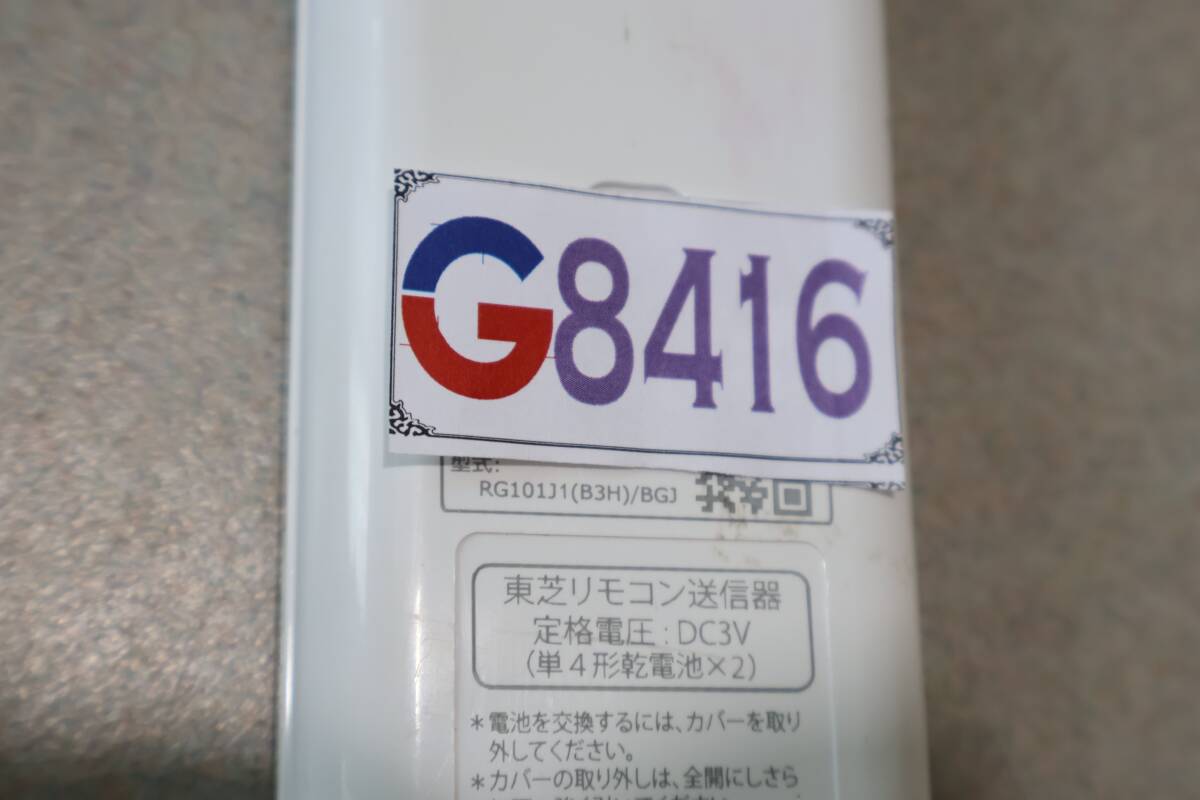 G8416
型式:
RG101J1(B3H)/BGJ
東芝リモコン送信器
定格電圧:DC3V
(単4形乾電池×2)
*電池を交換するには、カバーを取り
外してください。
*カバーの取り外しは、全開にしさら